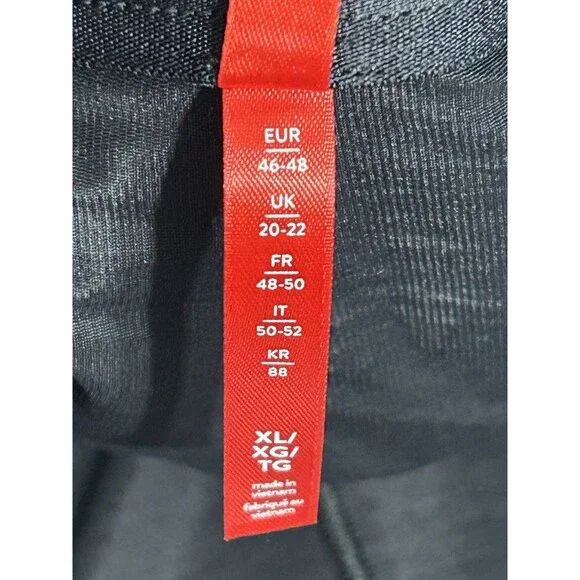 EUR
46-48
UK
20-22
FR
48-50
IT
50-52
KR
88
XL/
XG/
TG
made in
vietnam
fabriqué au
vietnam